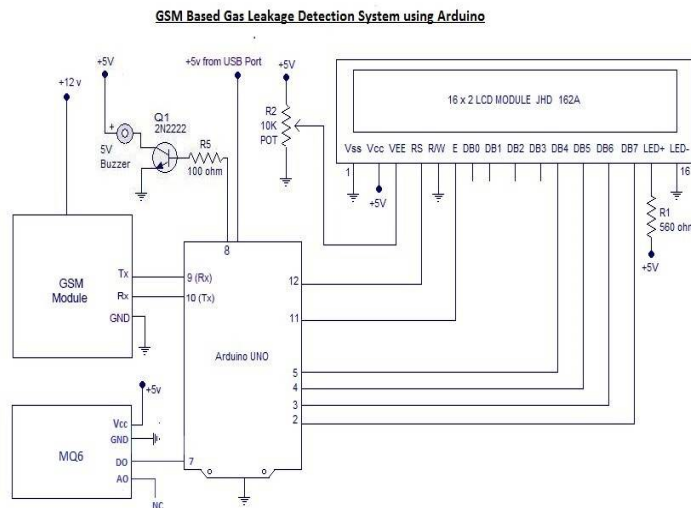 GSM Based Gas Leakage Detection System using Arduino
+5V
+5v from USB Port
+5V
+12 v
Q1
2N2222
R5
100 ohm
+
5V
Buzzer
R2
10K
POT
16 x 2 LCD MODULE JHD 162A
Vss Vcc VEE RS R/W E DB0 DB1 DB2 DB3 DB4 DB5 DB6 DB7 LED+ LED-
1
16
+5V
R1
560 ohm
+5V
8
GSM
Module
Tx
Rx
GND
9 (Rx)
10 (Tx)
12
11
Arduino UNO
5
4
3
2
+5v
MQ6
Vcc
GND
DO
AO
7
NC